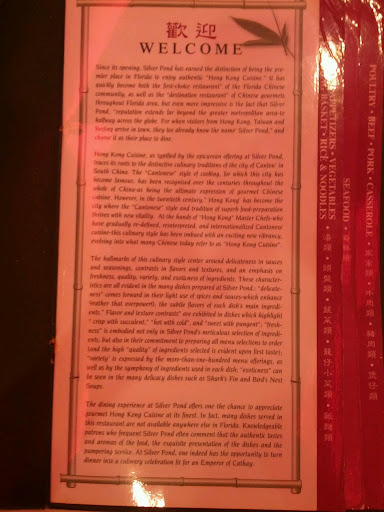 歡迎
WELCOME
Since its opening, Silver Pond has earned the distinction of being the pre-
mier place in Florida to enjoy authentic "Hong Kong Cuisine." It has
quickly become both the first-choice restaurant" of the Florida Chinese
community, as well as the "destination restaurant" of Chinese gourmets
throughout Florida area, but even more impressive is the fact that Silver
Pond, "reputation extends far beyond the greater metropolitan area-to
halfway across the globe. For when visitors from Hong Kong, Taiwan and
Beijing arrive in town, they too already know the name" Silver Pond," and
choose it as their place to dine.
Hong Kong Cuisine, as typified by the epicurean offering at Silver Pond,
traces its roots to the distinctive culinary traditions of the city of Canton' in
South China. The "Cantonese" style of cooking, for which this city has
become famous, has been recognized over the centuries throughout the
whole of China-as being the ultimate expression of gourmet Chinese
cuisine. However, in the twentieth century," Hong Kong has become the
city where the "Cantonese" style and tradition of superb food-preparation
thrives with new vitality. At the hands of "Hong Kong" Master Chefs-who
have gradually re-defined, reinterpreted, and internationalized Cantonese
cuisine-this culinary style has been imbued with an exciting new vibrancy,
evolving into what many Chinese today refer to as "Hong Kong Cuisine"
The hallmarks of this culinary style center around delicateness in sauces
and seasonings, contrasts in flavors and textures, and an emphasis on
freshness, quality, variety, and exoticness of ingredients. These character-
istics are all evident in the many dishes prepared at Silver Pond.; "delicate-
ness" comes forward in their light use of spices and sauces-which enhance
(rather that overpower), the subtle flavors of each dish's main ingredi-
ents," Flavor and texture contrasts" are exhibited in dishes which highlight
" crisp with succulent," "hot with cold", and "sweet with pungent"; "fresh-
ness" is embodied not only in Silver Pond's meticulous selection of ingredi-
ents, but also in their commitment to preparing all menu selections to order
(and the high "quality" of ingredients selected is evident upon first taste);
"variety" is expressed by the more-than-one-hundred menu offerings, as
well as by the symphony of ingredients used in each dish; "exoticness" can
be seen in the many delicacy dishes such as Shark's Fin and Bird's Nest
Soups.
The dining experience at Silver Pond offers one the chance to appreciate
gourmet Hong Kong Cuisine at its finest. In fact, many dishes served in
this restaurant are not available anywhere else in Florida. Knowledgeable
patrons who frequent Silver Pond often comment that the authentic tastes
and aromas of the food, the exquisite presentation of the dishes and the
pampering service. At Silver Pond, one indeed has the opportunity to turn
dinner into a culinary celebration fit for an Emperor of Cathay.
APPETIZERS • VEGETABLES
BASKET • RICE & NOODLES
SEAFOOD
POULTRY • BEEF • PORK • CASSEROLE